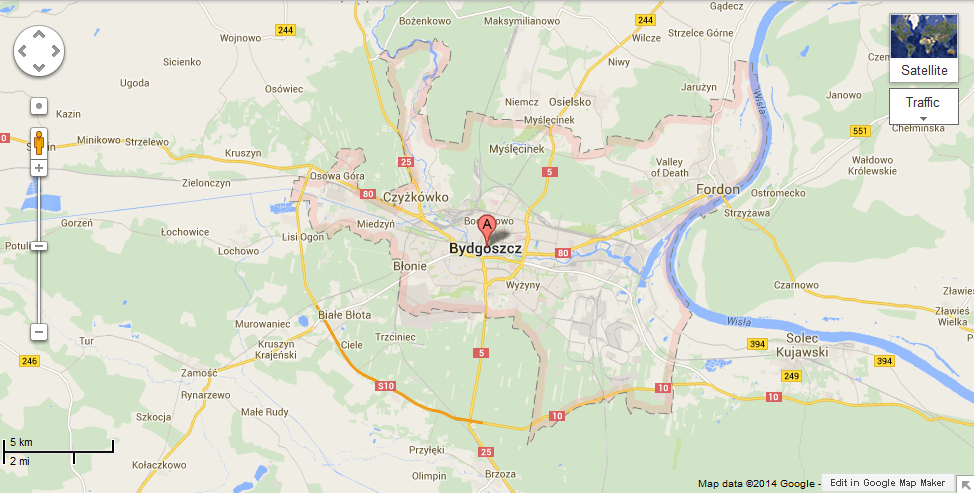 Bożenkowo
Maksymilianowo
Gądecz
244
244
Wojnowo
Wilcze
Strzelce Górne
Sicienko
Niwy
Satellite
Ugoda
Osówiec
Jarużyn
Wisła
Janowo
Niemcz
Osielsko
Traffic
Kazin
Myślęcinek
551
Chełmińska
Minikowo
Strzelewo
Kruszyn
Myślęcinek
25
Valley
of Death
Wałdowo
Królewskie
Osowa Góra
5
Zielonczyn
80
Czyżkówko
Fordon
Ostromecko
Gorzeń
Miedzyń
A
Strzyżawa
Łochowice
Lisi Ogon
Łochowo
Bydgoszcz
80
Błonie
Wyżyny
Czarnowo
Zławieś
Wielka
Białe Błota
Murowaniec
Wisła
Trzciniec
Solec
Kujawski
Tur
Kruszyn
Krajeński
Ciele
394
5
246
394
Zamość
249
S10
10
Rynarzewo
10
Małe Rudy
10
Szkocja
5 km
25
Przyłęki
2 mi
Kołaczkowo
Olimpin
Brzoza
Map data ©2014 Google -
Edit in Google Map Maker